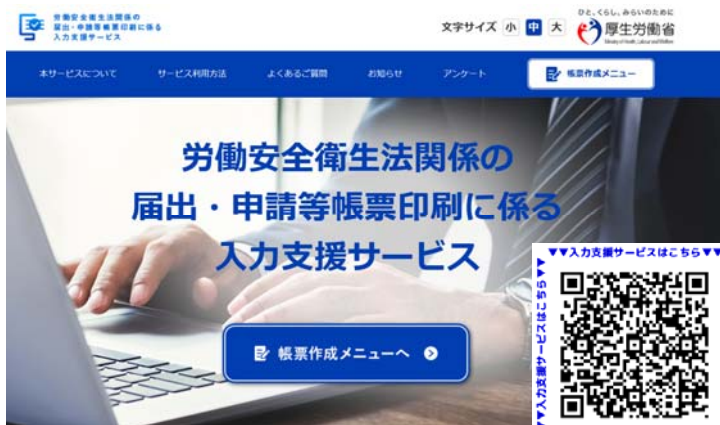 労働安全衛生法関係の
届出・申請等帳票印刷に係る
入力支援サービス
文字サイズ 小 中 大
ひと、くらし、みらいのために
厚生労働省
Ministry of Health, Labour and Welfare
本サービスについて サービス利用方法 よくあるご質問 お知らせ アンケート 帳票作成メニュー
労働安全衛生法関係の
届出・申請等帳票印刷に係る
入力支援サービス
帳票作成メニューへ
▼▼入力支援サービスはこちら▼▼
▼▼入力支援サービスはこちら▼▼